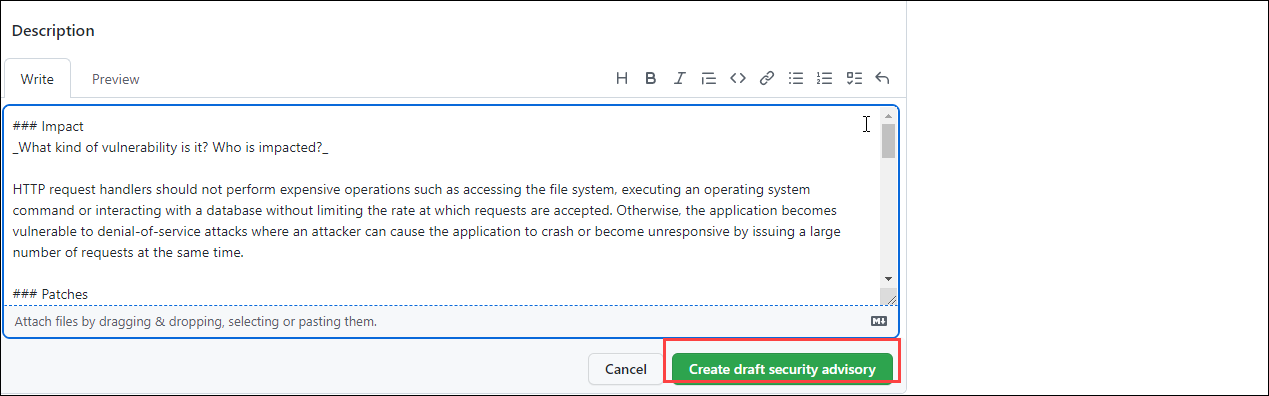 Description
Write Preview H B I
### Impact
_What kind of vulnerability is it? Who is impacted?_
HTTP request handlers should not perform expensive operations such as accessing the file system, executing an operating system
command or interacting with a database without limiting the rate at which requests are accepted. Otherwise, the application becomes
vulnerable to denial-of-service attacks where an attacker can cause the application to crash or become unresponsive by issuing a large
number of requests at the same time.
### Patches
Attach files by dragging & dropping, selecting or pasting them. M↓
Cancel Create draft security advisory